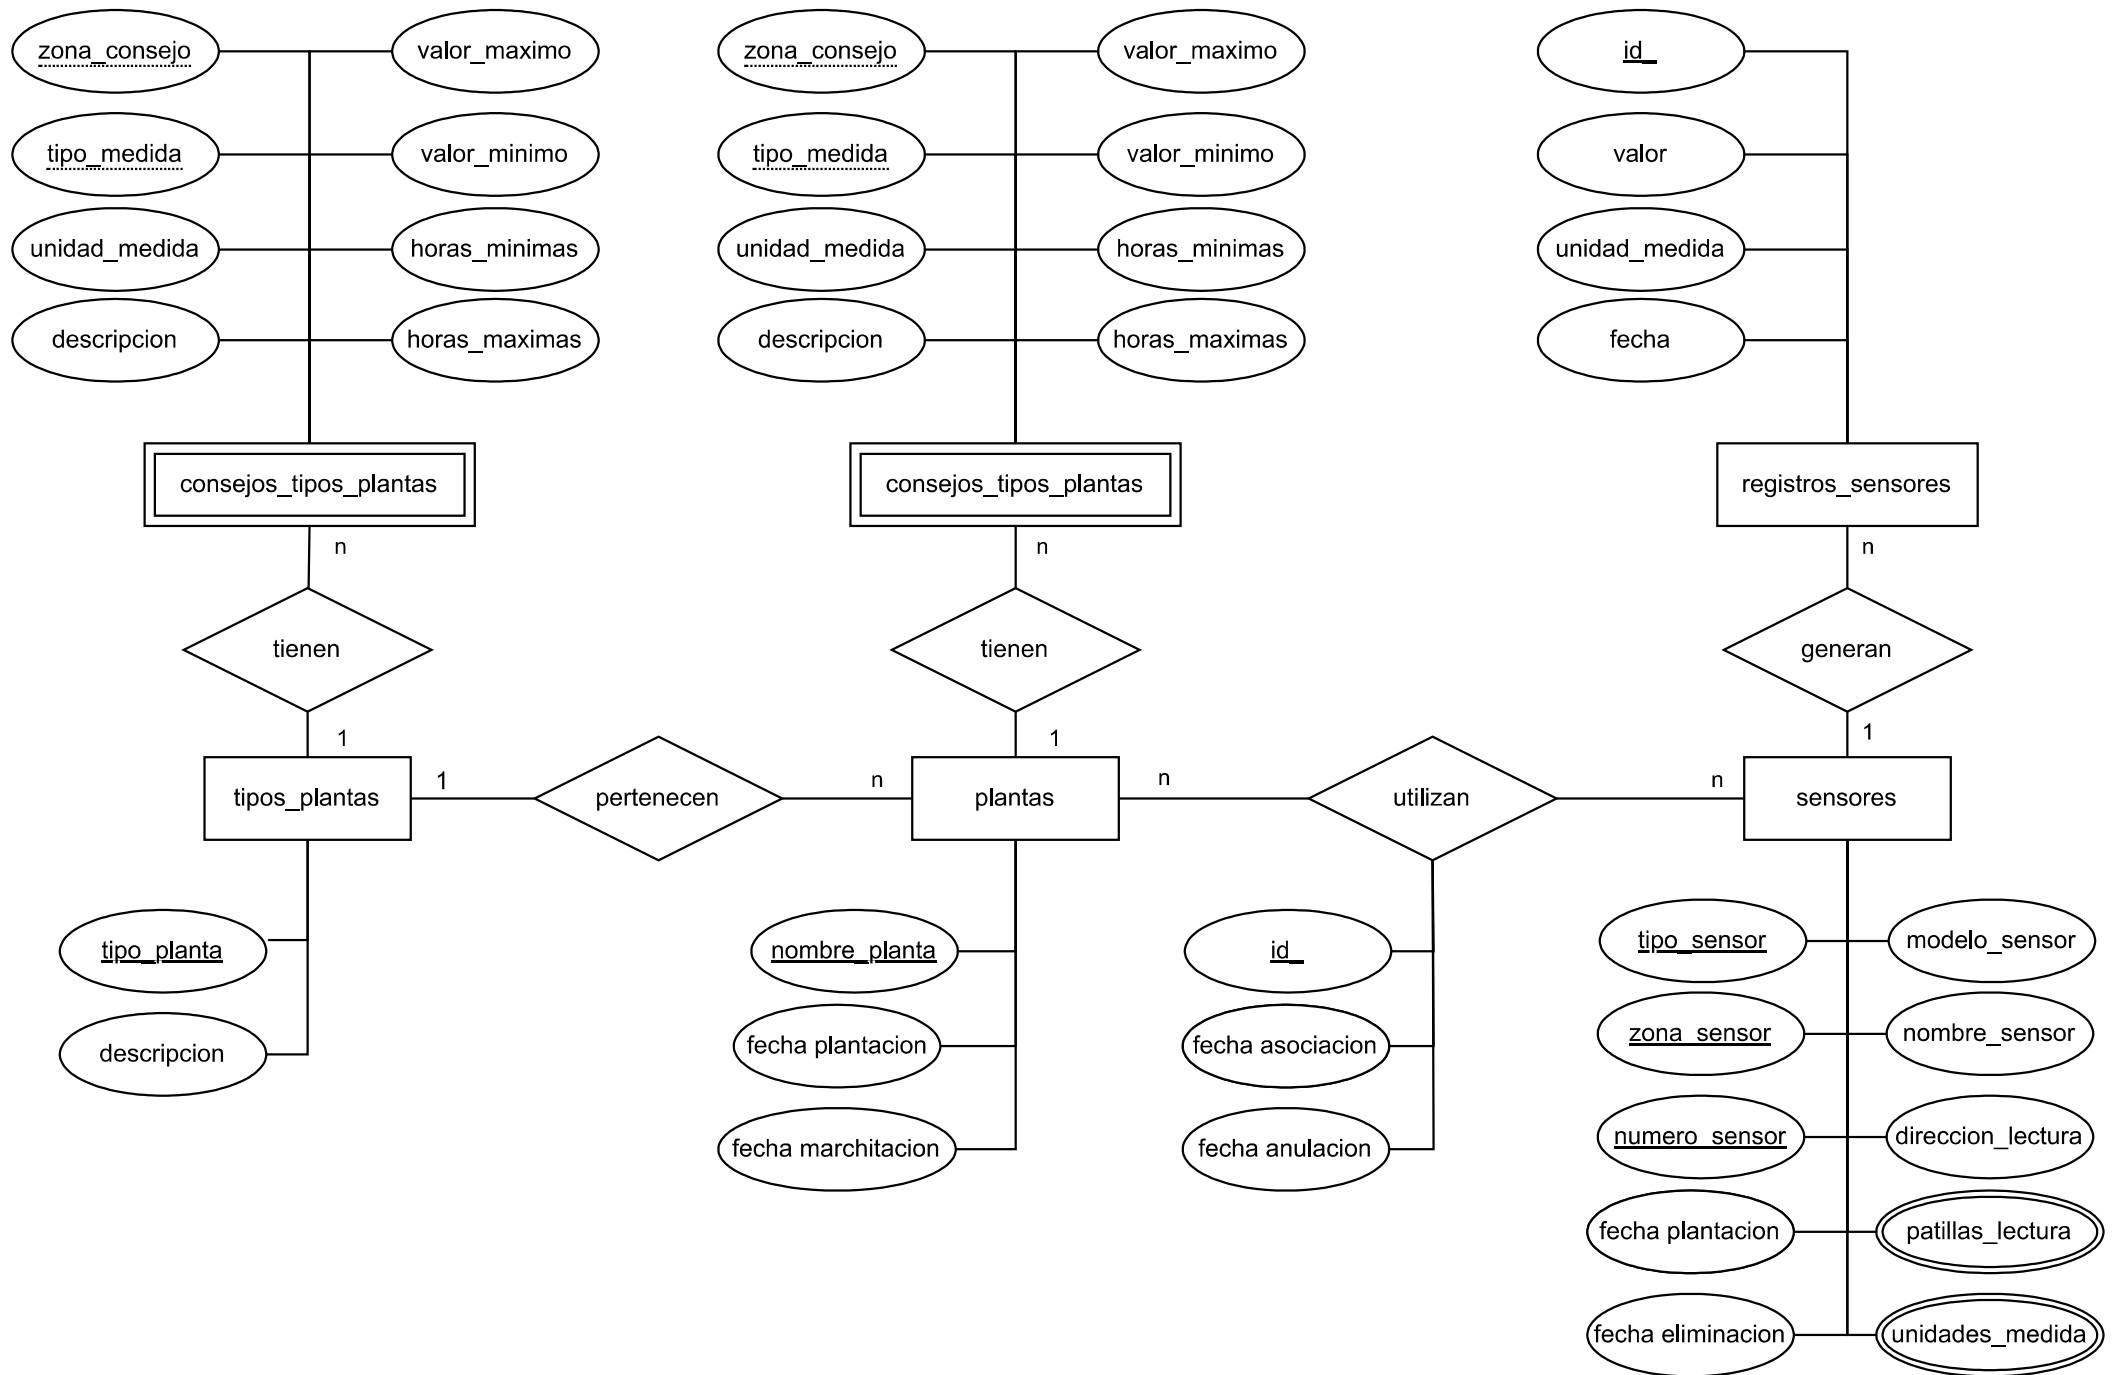 zona_consejo
valor_maximo
zona_consejo
valor_maximo
id_
tipo_medida
valor_minimo
tipo_medida
valor_minimo
valor
unidad_medida
horas_minimas
unidad_medida
horas_minimas
unidad_medida
descripcion
horas_maximas
descripcion
horas_maximas
fecha
consejos_tipos_plantas
consejos_tipos_plantas
registros_sensores
n
n
n
tienen
tienen
generan
1
1
1
tipos_plantas
1
pertenecen
n
plantas
n
utilizan
n
sensores
tipo_planta
nombre_planta
id_
tipo_sensor
modelo_sensor
descripcion
fecha plantacion
fecha asociacion
zona_sensor
nombre_sensor
fecha marchitacion
fecha anulacion
numero_sensor
direccion_lectura
fecha plantacion
patillas_lectura
fecha eliminacion
unidades_medida